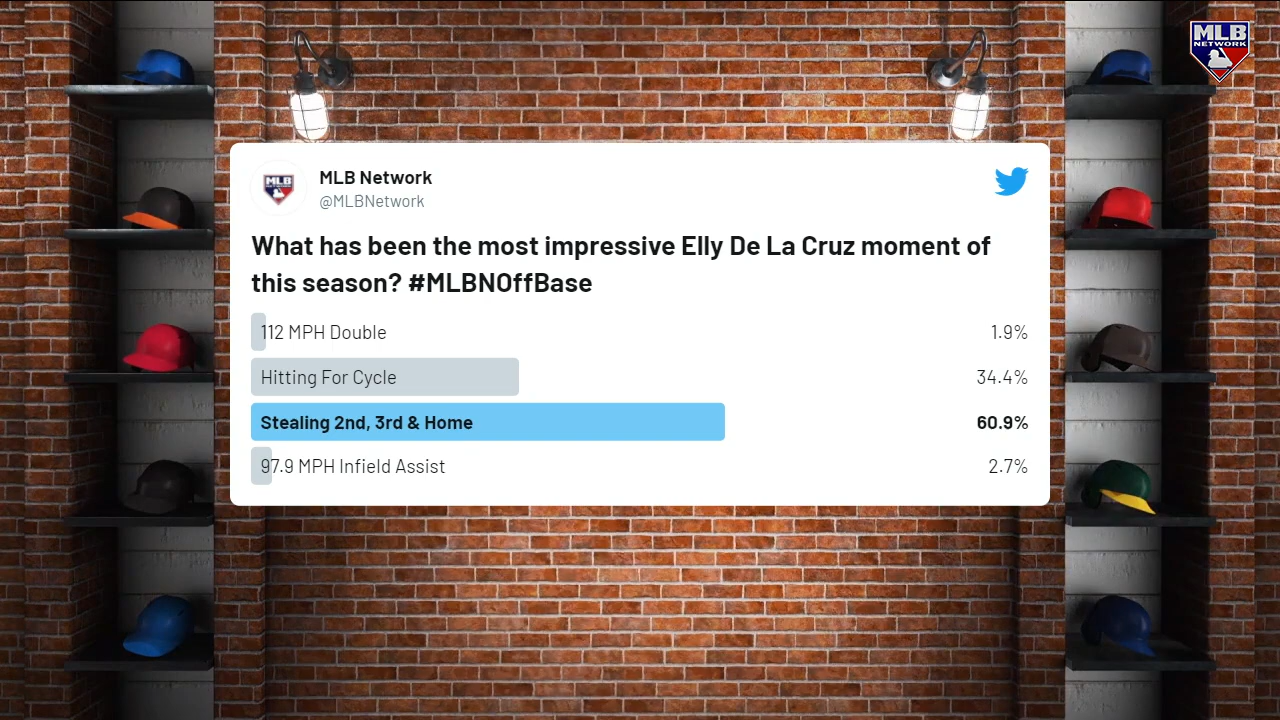 MLB
NETWORK
MLB
MLB Network
@MLBNetwork
What has been the most impressive Elly De La Cruz moment of
this season? #MLBNOffBase
112 MPH Double 1.9%
Hitting For Cycle 34.4%
Stealing 2nd, 3rd & Home 60.9%
97.9 MPH Infield Assist 2.7%